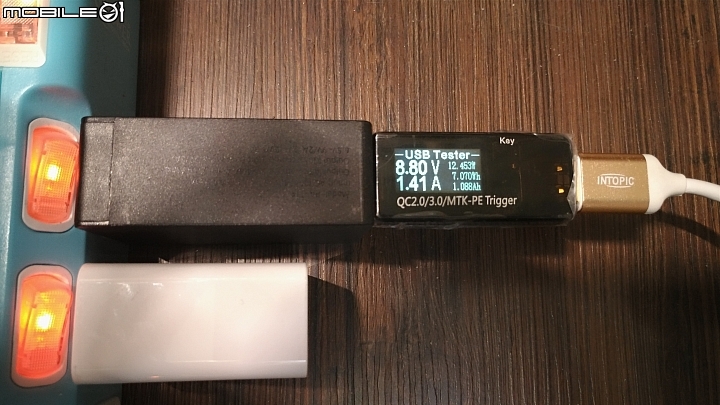 MOBILE01
Key
USB Tester
8.80 V 12.453W
7.070Wh
1.41 A 1.088Ah
QC2.0/3.0/MTK-PE Trigger
INTOPIC